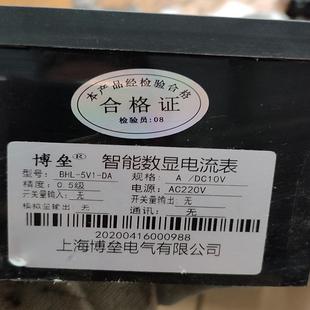 本产品经检验合格
合格证
检验员:08
博垒® 智能数显电流表
型号: BHL-5V1-DA 规格: A /DC10V
精度: 0.5级 电源: AC220V
开关量输入: 无 开关量输出: 无
模拟量输出: 无 通讯: 无
20200416000988
上海博垒电气有限公司